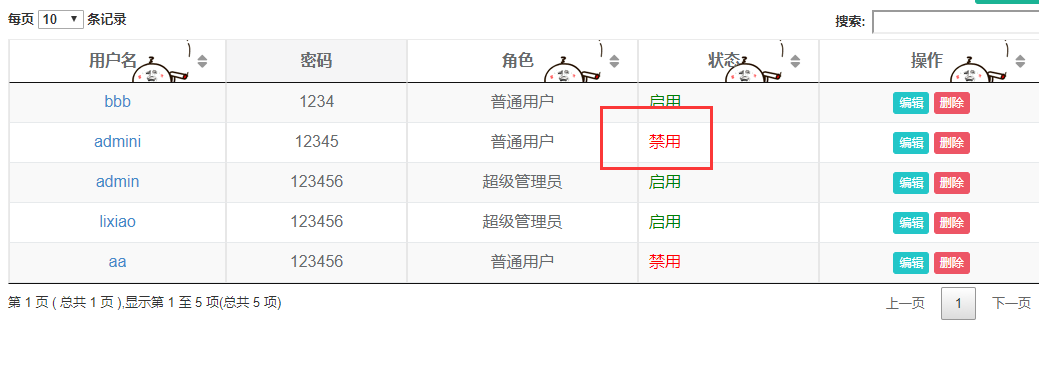 每页 10 条记录 搜索:
用户名 密码 角色 状态 操作
bbb 1234 普通用户 启用 编辑 删除
admini 12345 普通用户 禁用 编辑 删除
admin 123456 超级管理员 启用 编辑 删除
lixiao 123456 超级管理员 启用 编辑 删除
aa 123456 普通用户 禁用 编辑 删除
第 1 页 ( 总共 1 页 ),显示第 1 至 5 项(总共 5 项) 上一页 1 下一页